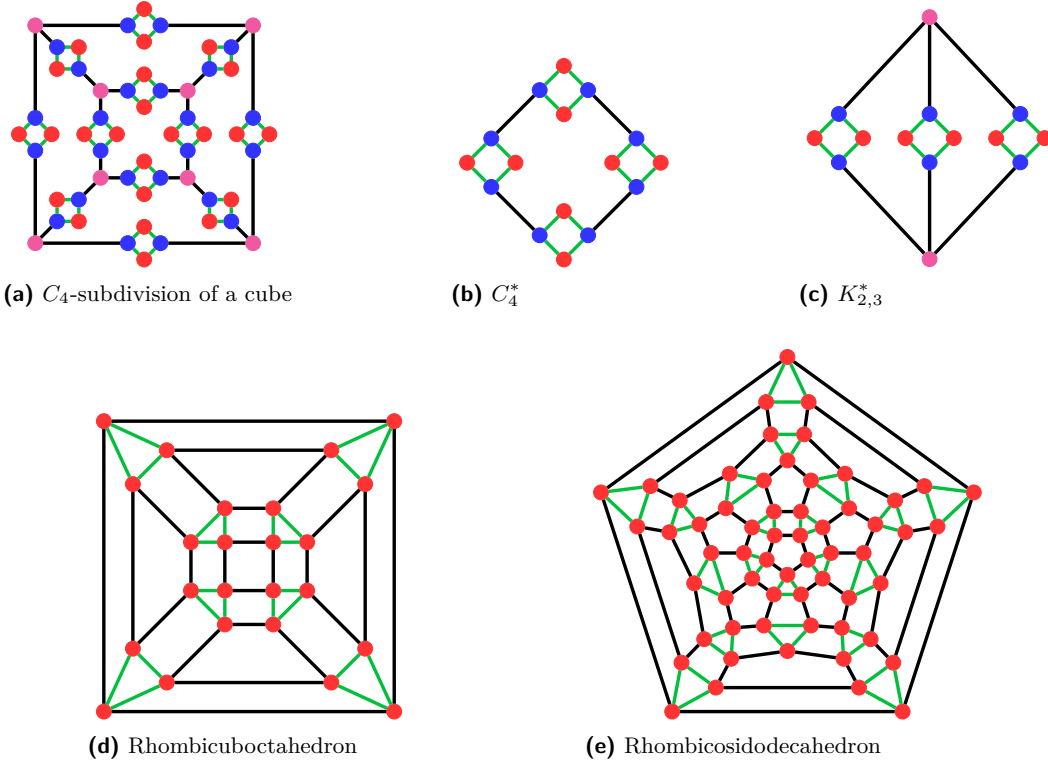 (a) C₄-subdivision of a cube
(b) C₄*
(c) K₂,₃*
(d) Rhombicuboctahedron
(e) Rhombicosidodecahedron